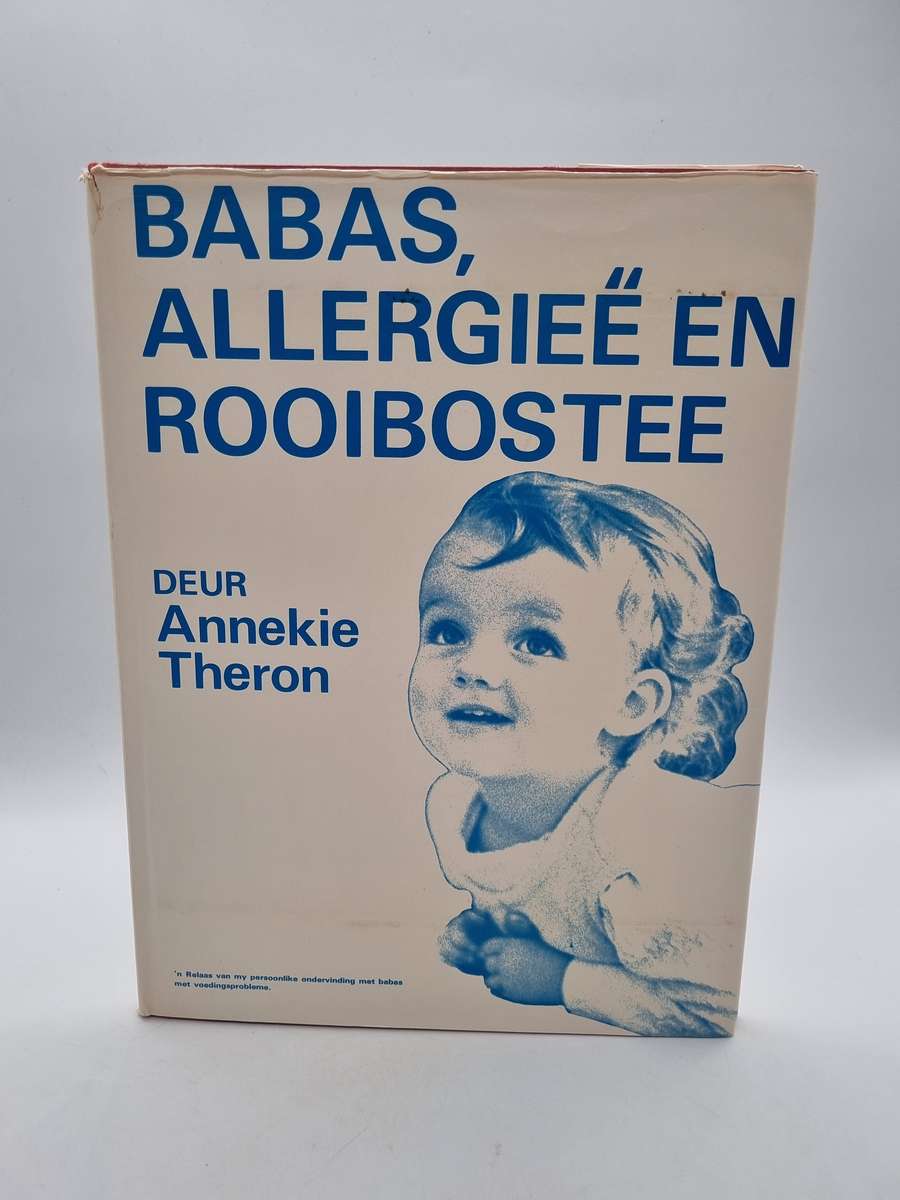 BABAS,
ALLERGIEË EN
ROOIBOSTEE
DEUR
Annekie
Theron
'n Relaas van my persoonlike ondervinding met babas
met voedingsprobleme.